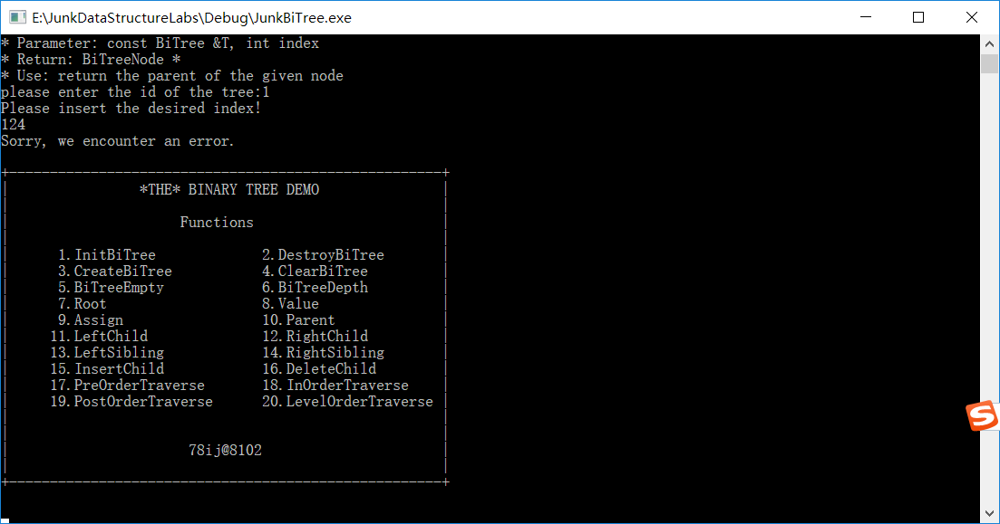 E:\JunkDataStructureLabs\Debug\JunkBiTree.exe
* Parameter: const BiTree &T, int index
* Return: BiTreeNode *
* Use: return the parent of the given node
please enter the id of the tree:1
Please insert the desired index!
124
Sorry, we encounter an error.
*THE* BINARY TREE DEMO
Functions
1.InitBiTree 2.DestroyBiTree
3.CreateBiTree 4.ClearBiTree
5.BiTreeEmpty 6.BiTreeDepth
7.Root 8.Value
9.Assign 10.Parent
11.LeftChild 12.RightChild
13.LeftSibling 14.RightSibling
15.InsertChild 16.DeleteChild
17.PreOrderTraverse 18.InOrderTraverse
19.PostOrderTraverse 20.LevelOrderTraverse
78ij@8102